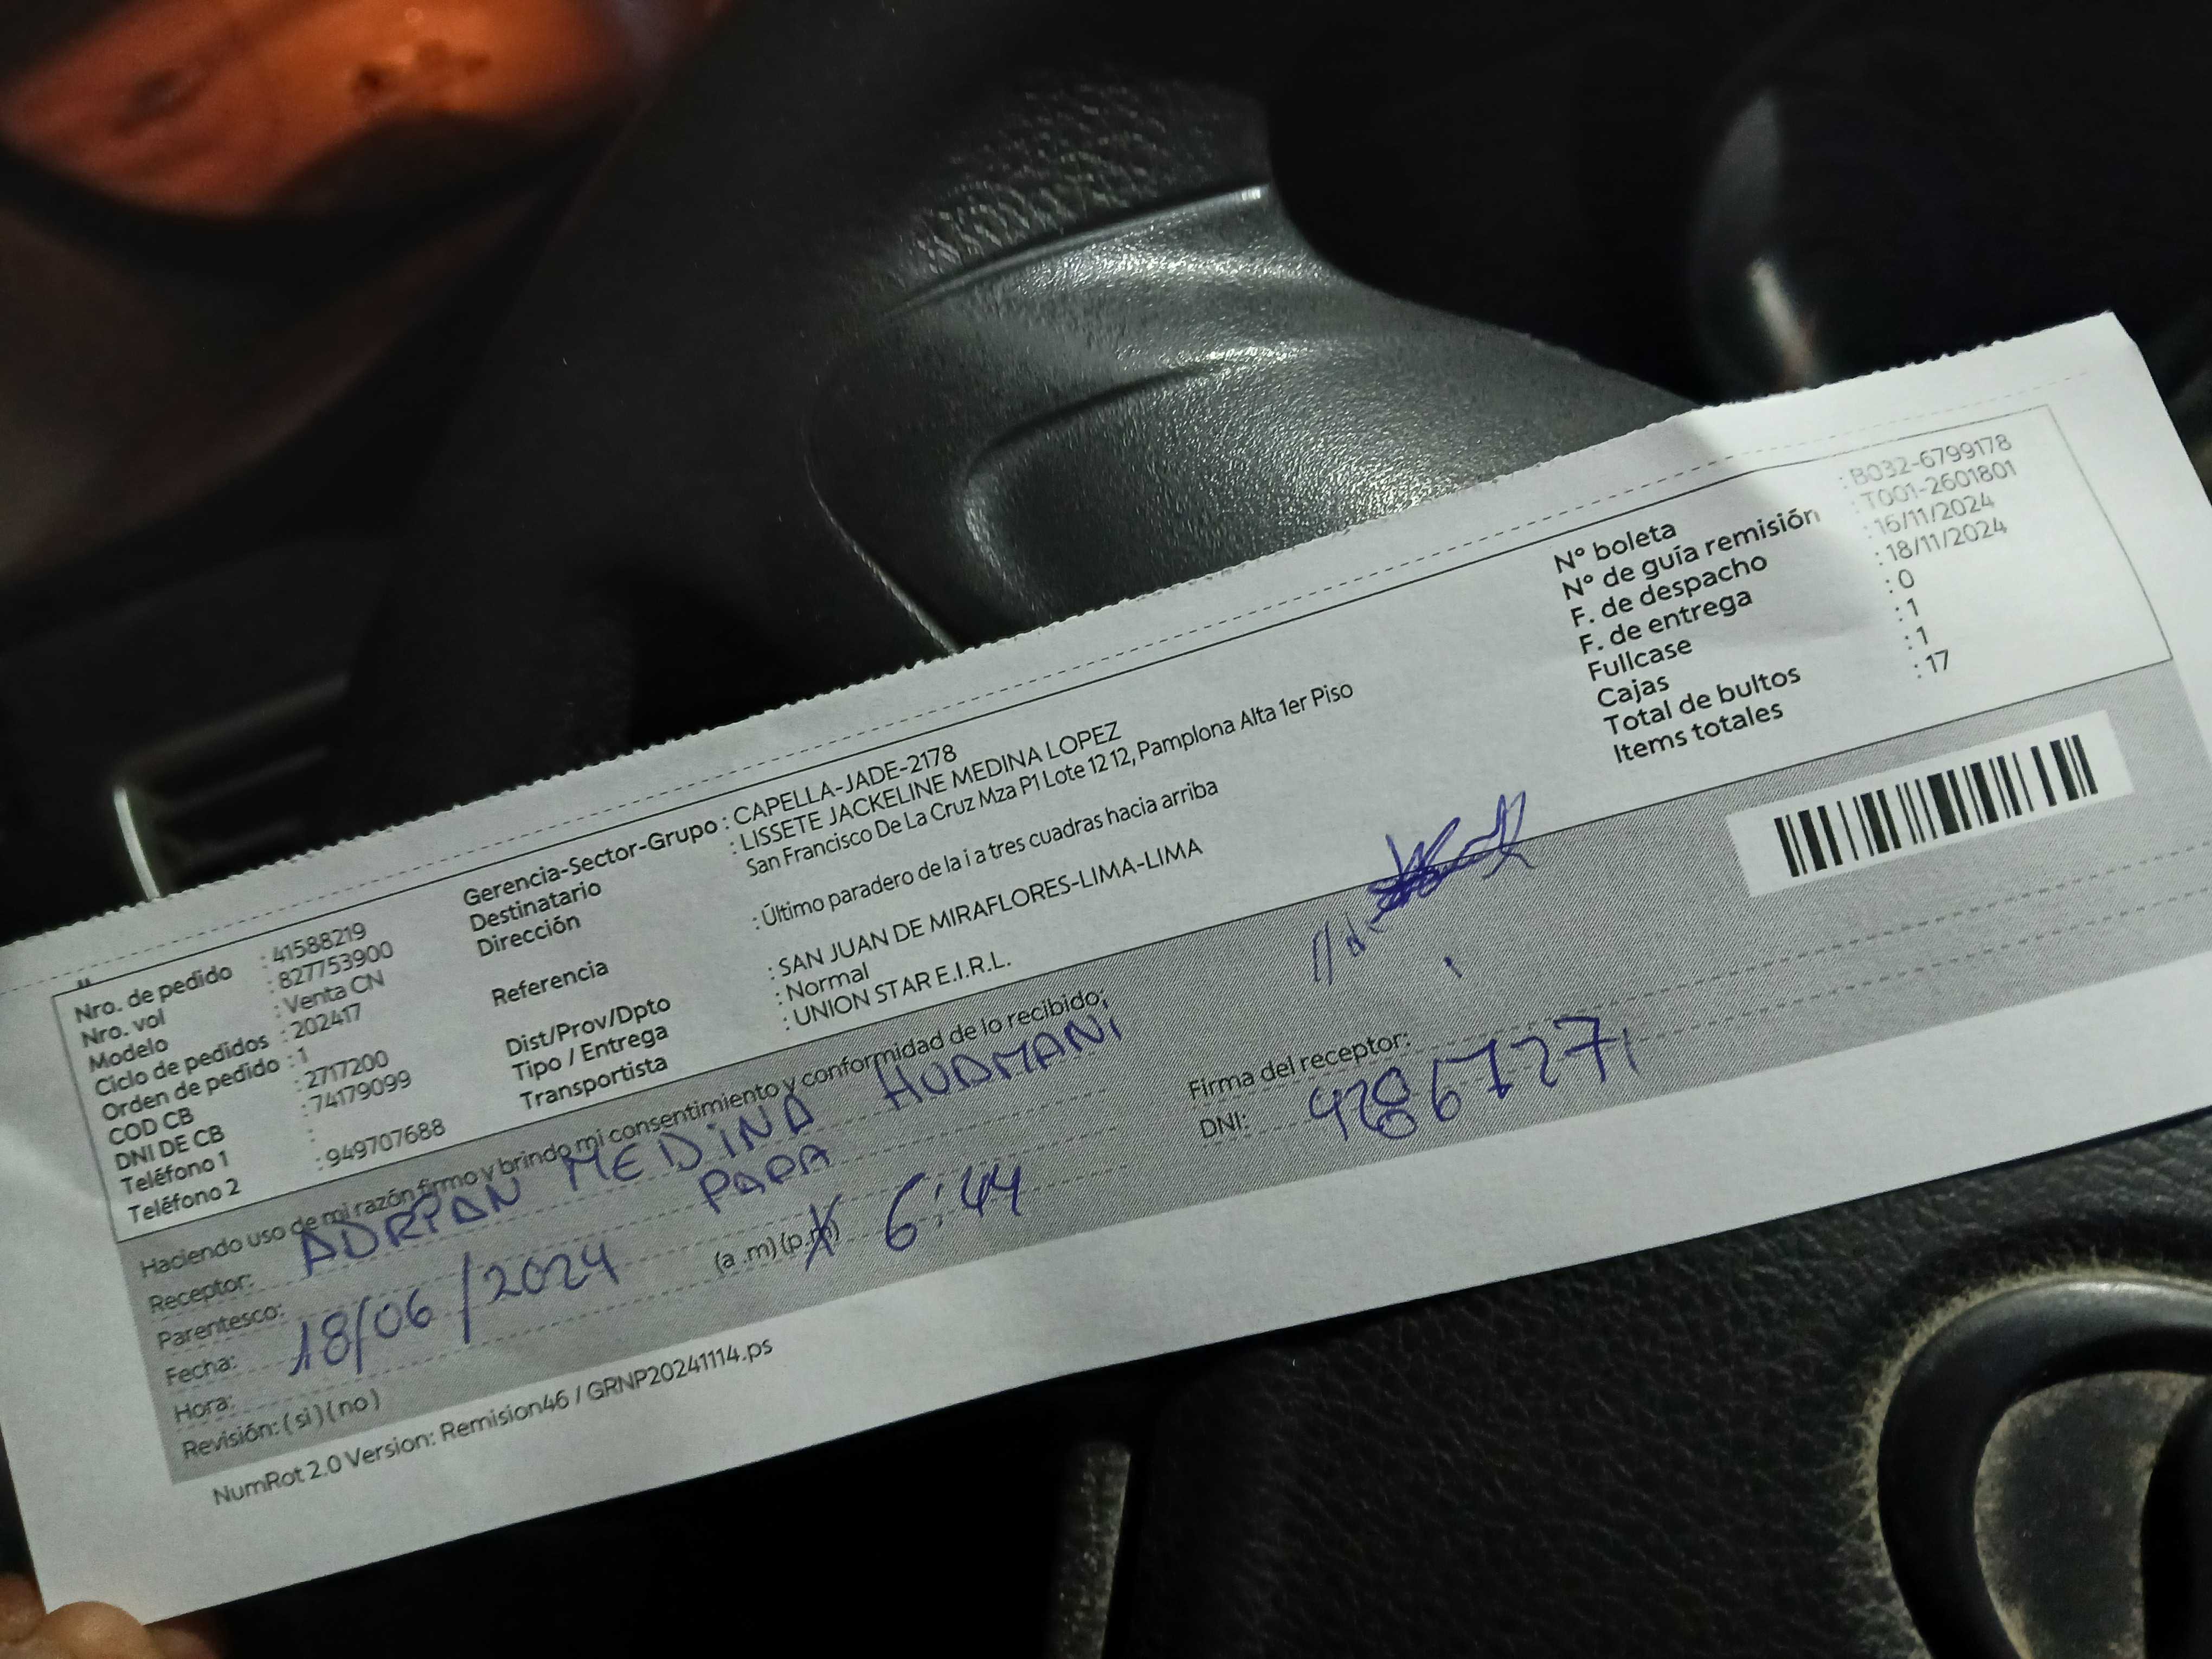 Nro. de pedido : 41588219
Nro. vol : 827753900
Modelo : Venta CN
Ciclo de pedidos : 202417
Orden de pedido : 1
COD CB : 2717200
DNI DE CB : 74179099
Teléfono 1 :
Teléfono 2 : 949707688
Gerencia-Sector-Grupo : CAPELLA-JADE-2178
Destinatario : LISSETE JACKELINE MEDINA LOPEZ
Dirección San Francisco De La Cruz Mza P1 Lote 12 12, Pamplona Alta 1er Piso
Referencia : Último paradero de la i a tres cuadras hacia arriba
Dist/Prov/Dpto : SAN JUAN DE MIRAFLORES-LIMA-LIMA
Tipo / Entrega : Normal
Transportista : UNION STAR E.I.R.L.
N° boleta : B032-6799178
N° de guía remisión : T001-2601801
F. de despacho : 16/11/2024
F. de entrega : 18/11/2024
Fullcase : 0
Cajas : 1
Total de bultos : 1
Items totales : 17
Haciendo uso de mi razón firmo y brindo mi consentimiento y conformidad de lo recibido;
Receptor: ADRIAN MEDINA HUAMANI
Parentesco: PAPA
Fecha: 18/06/2024
Hora: (a.m) (p.m) 6:44
Revisión: (si) (no)
Firma del receptor:
DNI:
NumRot 2.0 Version: Remision46 / GRNP20241114.ps